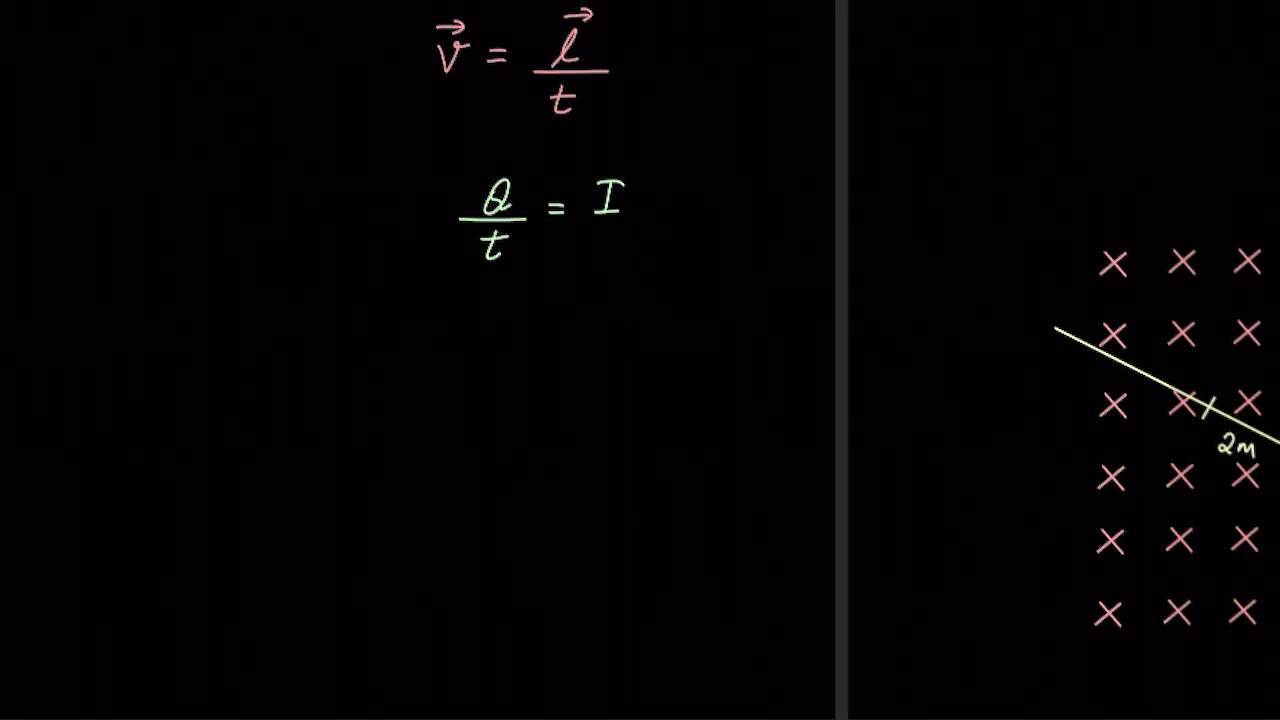 v⃗ = l⃗ / t
Q / t = I
× × ×
× × ×
× × ×
2m
× × ×
× × ×
× × ×